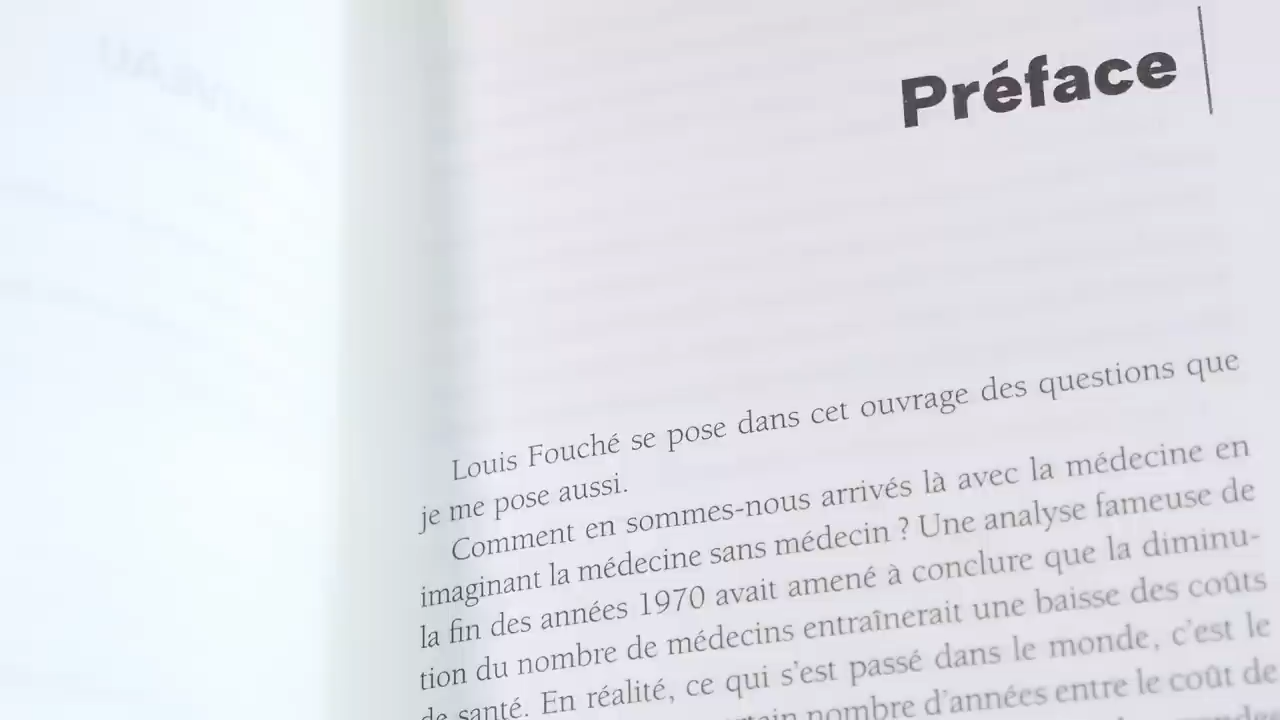 Préface
Louis Fouché se pose dans cet ouvrage des questions que
je me pose aussi.
Comment en sommes-nous arrivés là avec la médecine en
imaginant la médecine sans médecin ? Une analyse fameuse de
la fin des années 1970 avait amené à conclure que la diminu-
tion du nombre de médecins entraînerait une baisse des coûts
de santé. En réalité, ce qui s'est passé dans le monde, c'est le
nombre d'années entre le coût de